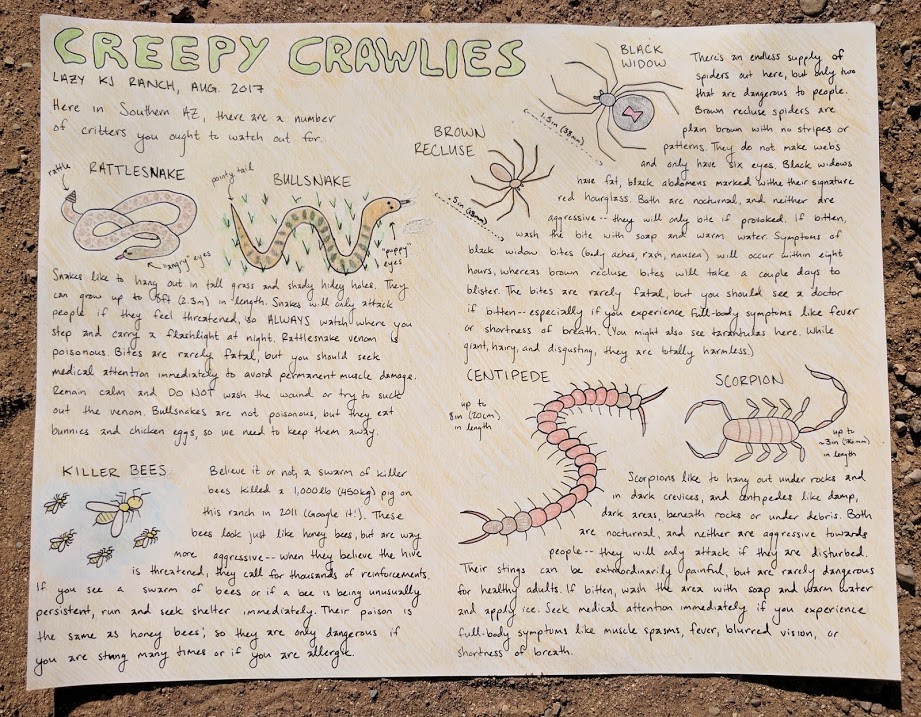 CREEPY CRAWLIES
LAZY KJ RANCH, AUG. 2017
Here in Southern AZ, there are a number
of critters you ought to watch out for.
RATTLESNAKE
rattle
"angry" eyes
BULLSNAKE
pointy tail
"puppy"
eyes
Snakes like to hang out in tall grass and shady hidey holes. They
can grow up to 8ft (2.3m) in length. Snakes will only attack
people if they feel threatened, so ALWAYS watch where you
step and carry a flashlight at night. Rattlesnake venom is
poisonous. Bites are rarely fatal, but you should seek
medical attention immediately to avoid permanent muscle damage.
Remain calm and DO NOT wash the wound or try to suck
out the venom. Bullsnakes are not poisonous, but they eat
bunnies and chicken eggs, so we need to keep them away.
KILLER BEES
Believe it or not, a swarm of killer
bees killed a 1,000lb (450kg) pig on
this ranch in 2011 (Google it!). These
bees look just like honey bees, but are way
more aggressive -- when they believe the hive
is threatened, they call for thousands of reinforcements.
If you see a swarm of bees or if a bee is being unusually
persistent, run and seek shelter immediately. Their poison is
the same as honey bees', so they are only dangerous if
you are stung many times or if you are allergic.
BLACK
WIDOW
1.5in (38mm)
BROWN
RECLUSE
There's an endless supply of
spiders out here, but only two
that are dangerous to people.
Brown recluse spiders are
plain brown with no stripes or
patterns. They do not make webs
and only have six eyes. Black widows
have fat, black abdomens marked withe their signature
red hourglass. Both are nocturnal, and neither are
aggressive -- they will only bite if provoked. If bitten,
wash the bite with soap and warm water. Symptoms of
black widow bites (body aches, rash, nausea) will occur within eight
hours, whereas brown recluse bites will take a couple days to
blister. The bites are rarely fatal, but you should see a doctor
if bitten -- especially if you experience full-body symptoms like fever
or shortness of breath. (You might also see tarantulas here. While
giant, hairy, and disgusting, they are totally harmless.)
CENTIPEDE
up to
8in (20cm)
in length
SCORPION
up to
in length
Scorpions like to hang out under rocks and
in dark crevices, and centipedes like damp,
dark areas, beneath rocks or under debris. Both
are nocturnal, and neither are aggressive towards
people -- they will only attack if they are disturbed.
Their stings can be extraordinarily painful, but are rarely dangerous
for healthy adults. If bitten, wash the area with soap and warm water
and apply ice. Seek medical attention immediately if you experience
full-body symptoms like muscle spasms, fever, blurred vision, or
shortness of breath.